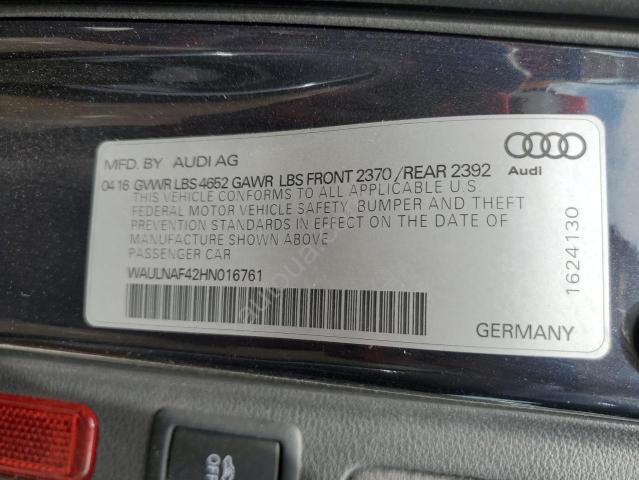 MFD. BY AUDI AG
Audi
04 16 GVWR LBS 4652 GAWR LBS FRONT 2370 /REAR 2392
THIS VEHICLE CONFORMS TO ALL APPLICABLE U.S.
FEDERAL MOTOR VEHICLE SAFETY, BUMPER AND THEFT
PREVENTION STANDARDS IN EFFECT ON THE DATE OF
MANUFACTURE SHOWN ABOVE
PASSENGER CAR
WAULNAF42HN016761
1624130
GERMANY
OFF